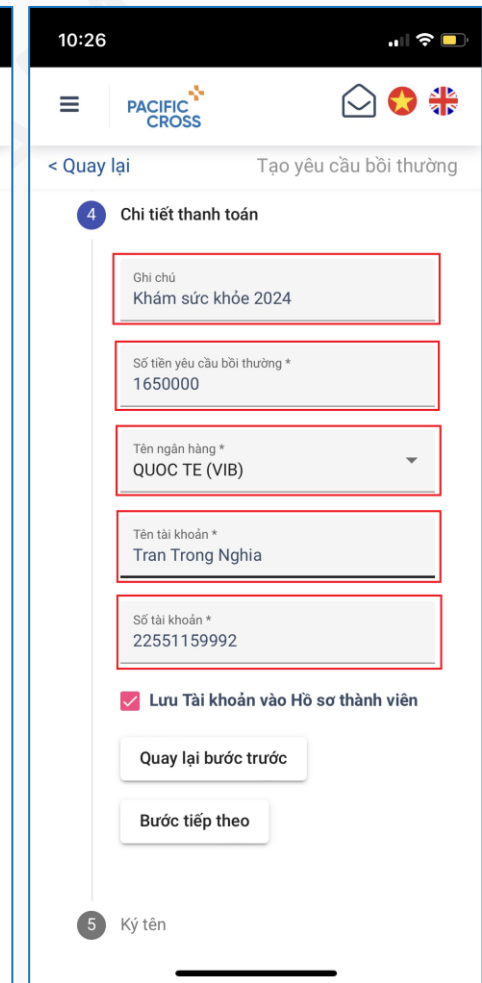 10:26
PACIFIC
CROSS
< Quay lại
Tạo yêu cầu bồi thường
4 Chi tiết thanh toán
Ghi chú
Khám sức khỏe 2024
Số tiền yêu cầu bồi thường *
1650000
Tên ngân hàng *
QUOC TE (VIB)
Tên tài khoản *
Tran Trong Nghia
Số tài khoản *
22551159992
Lưu Tài khoản vào Hồ sơ thành viên
Quay lại bước trước
Bước tiếp theo
5 Ký tên